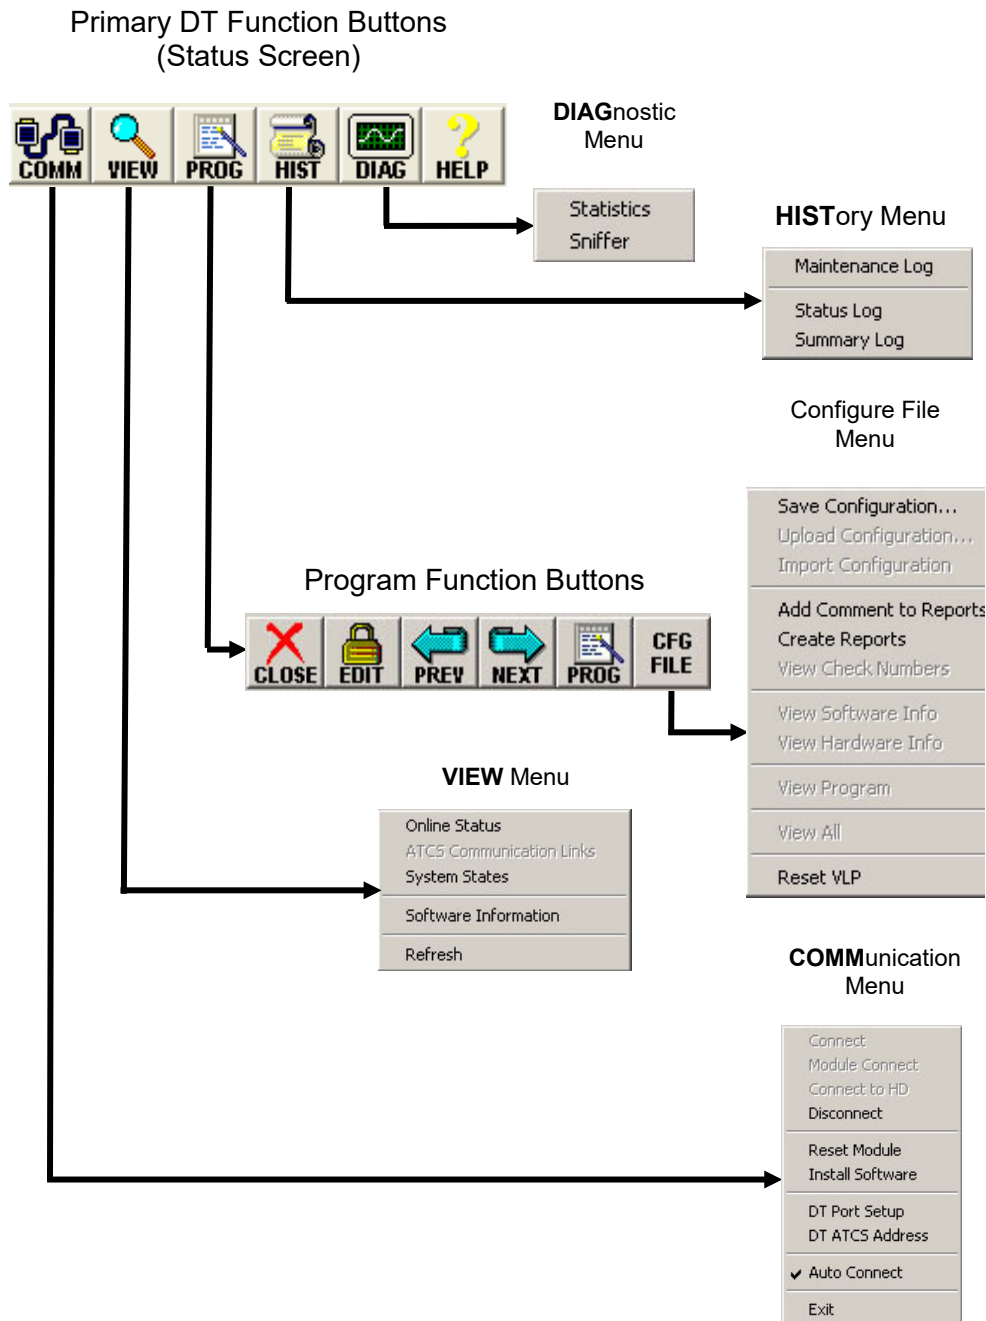 Primary DT Function Buttons
(Status Screen)
COMM VIEW PROG HIST DIAG HELP
DIAGnostic
Menu
Statistics
Sniffer
HISTory Menu
Maintenance Log
Status Log
Summary Log
Configure File
Menu
Save Configuration...
Upload Configuration...
Import Configuration
Add Comment to Reports
Create Reports
View Check Numbers
View Software Info
View Hardware Info
View Program
View All
Reset VLP
Program Function Buttons
CLOSE EDIT PREV NEXT PROG CFG
FILE
VIEW Menu
Online Status
ATCS Communication Links
System States
Software Information
Refresh
COMMunication
Menu
Connect
Module Connect
Connect to HD
Disconnect
Reset Module
Install Software
DT Port Setup
DT ATCS Address
Auto Connect
Exit